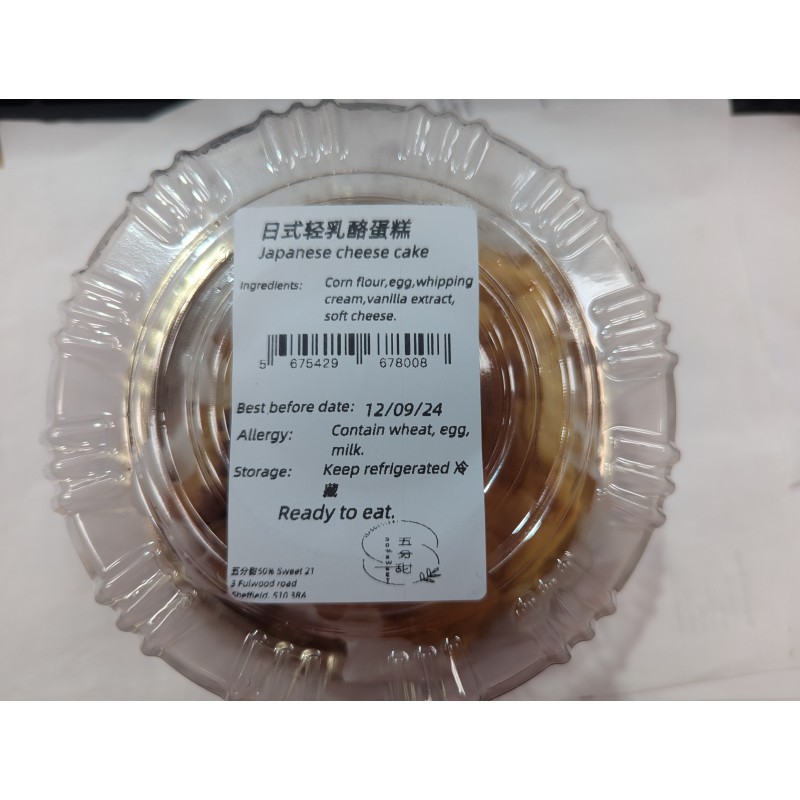 日式轻乳酪蛋糕
Japanese cheese cake
Ingredients: Corn flour,egg,whipping
cream,vanilla extract,
soft cheese.
5 675429 678008
Best before date: 12/09/24
Allergy: Contain wheat, egg,
milk.
Storage: Keep refrigerated 冷
藏
Ready to eat.
五分甜
五分甜50% Sweet 21
3 Fulwood road
Sheffield, S10 3BA